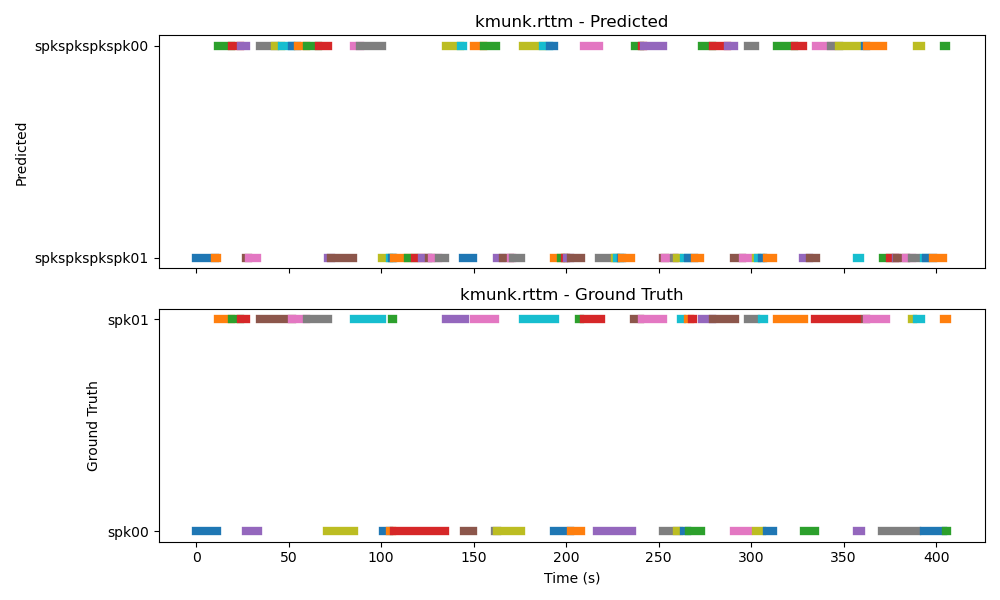 kmunk.rttm - Predicted
spkspkspkspk00
Predicted
spkspkspkspk01
kmunk.rttm - Ground Truth
spk01
Ground Truth
spk00
0 50 100 150 200 250 300 350 400
Time (s)